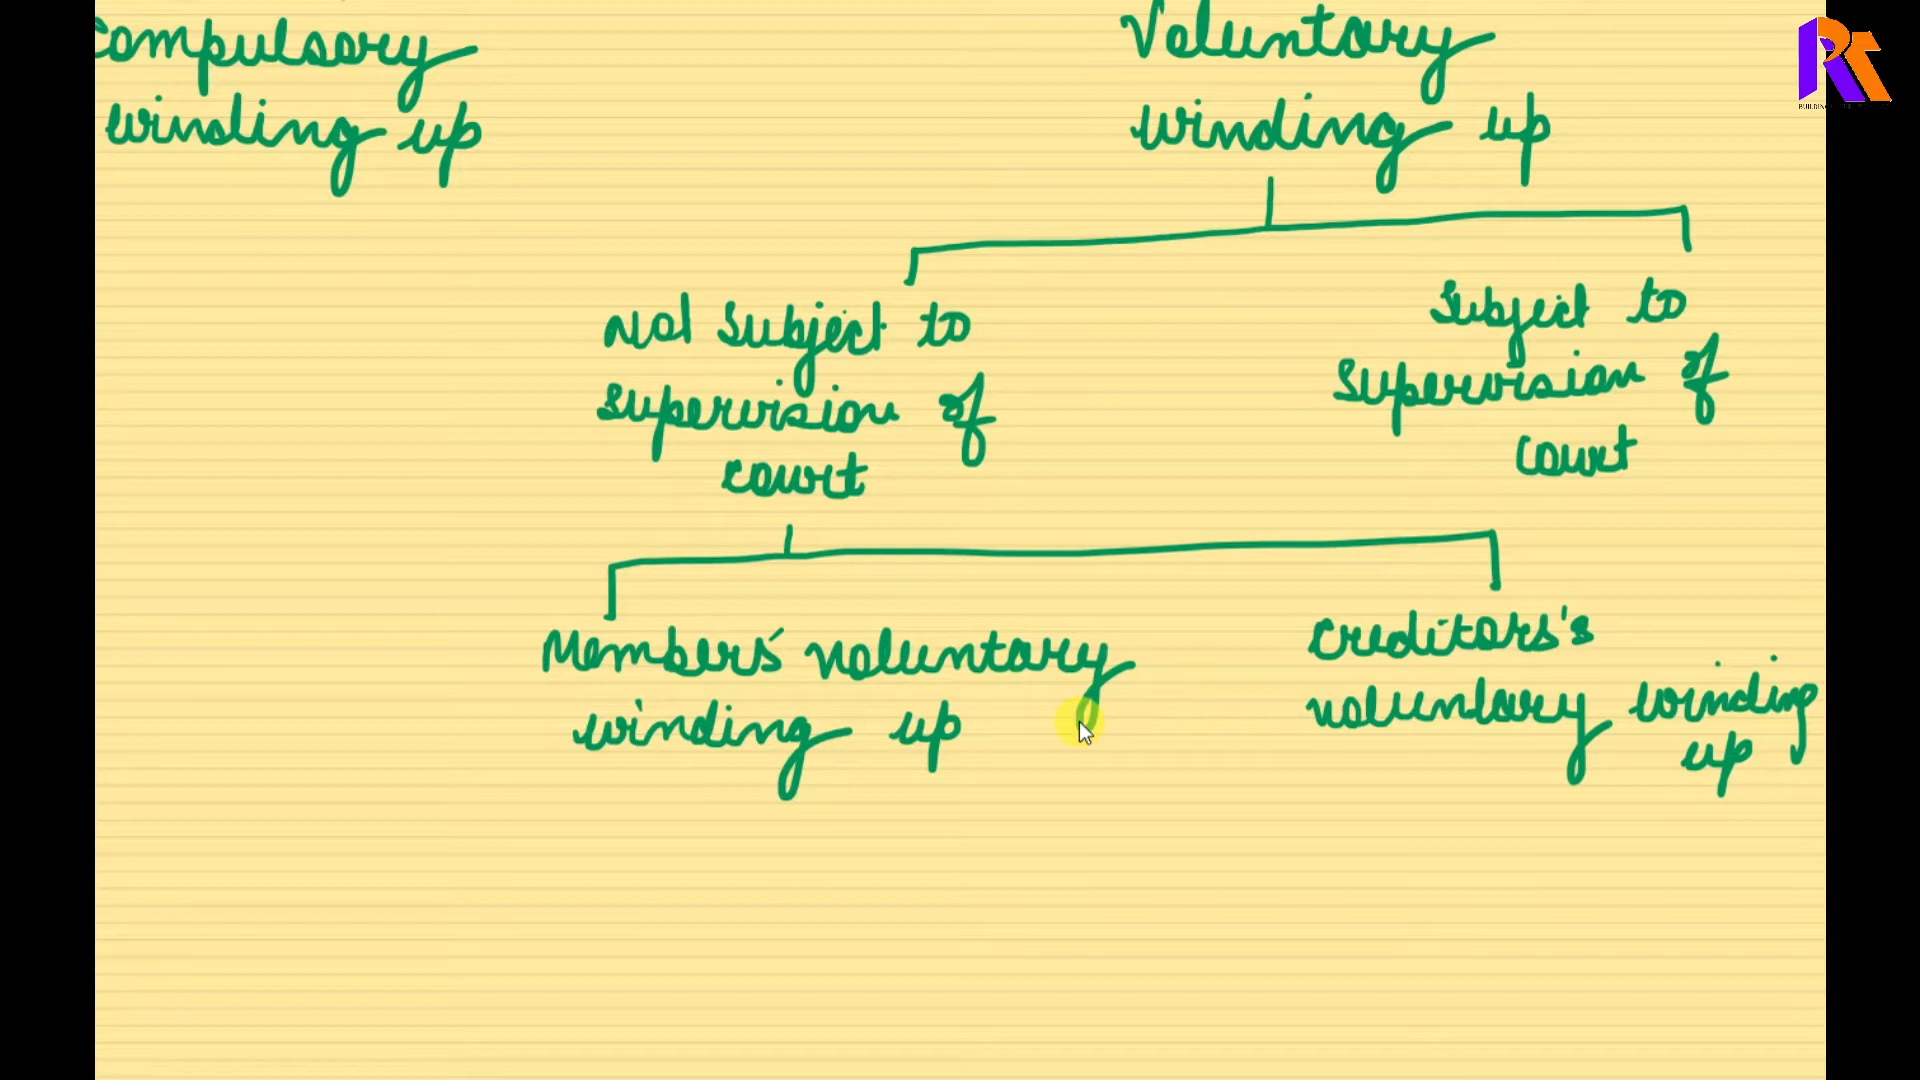 Compulsory
winding up
Voluntary
winding up
Not Subject to
Supervision of
court
Subject to
Supervision of
court
Members' voluntary
winding up
Creditors's
voluntary winding
up
RT